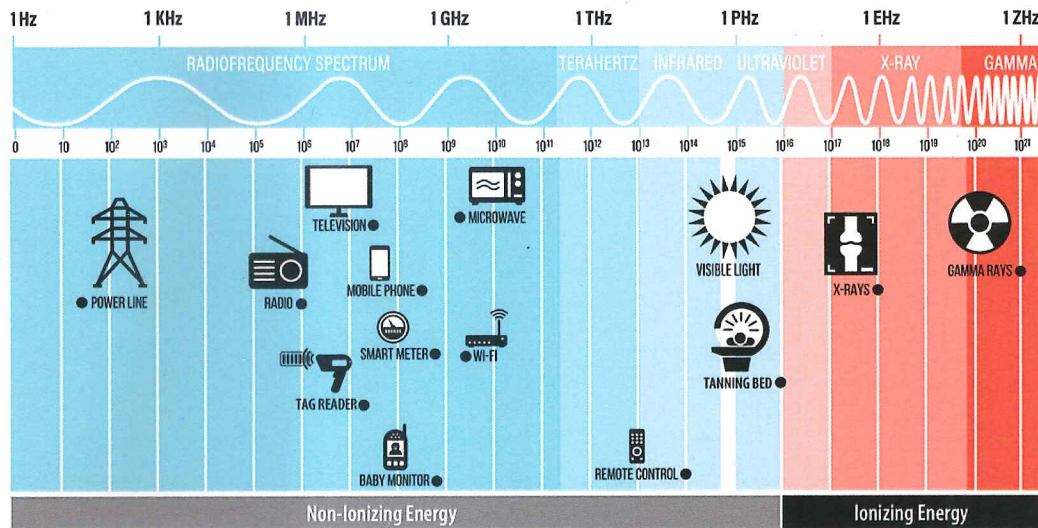 1Hz 1 KHz 1 MHz 1 GHz 1 THz 1 PHz 1 EHz 1 ZHz
RADIOFREQUENCY SPECTRUM TERAHERTZ INFRARED ULTRAVIOLET X-RAY GAMMA
0 10 10² 10³ 10⁴ 10⁵ 10⁶ 10⁷ 10⁸ 10⁹ 10¹⁰ 10¹¹ 10¹² 10¹³ 10¹⁴ 10¹⁵ 10¹⁶ 10¹⁷ 10¹⁸ 10¹⁹ 10²⁰ 10²¹
TELEVISION
MICROWAVE
POWER LINE
RADIO
MOBILE PHONE
VISIBLE LIGHT
X-RAYS
GAMMA RAYS
SMART METER
WI-FI
TAG READER
TANNING BED
BABY MONITOR
REMOTE CONTROL
Non-Ionizing Energy
Ionizing Energy